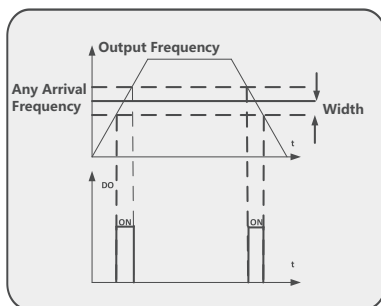 Output Frequency
Any Arrival
Frequency
Width
t
DO
ON
ON
t